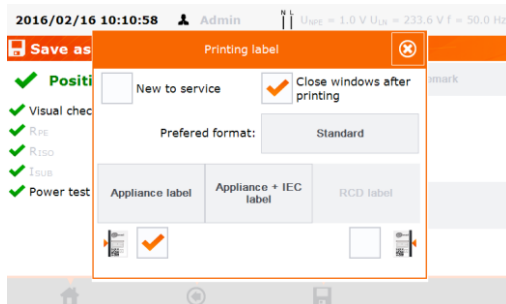 2016/02/16 10:10:58 Admin N L UNPE = 1.0 V ULN = 233.6 V f = 50.0 Hz
Save as
Printing label
Positi
New to service
Close windows after printing
mark
Visual chec
RPE
Prefered format:
Standard
RISO
ISUB
Power test
Appliance label
Appliance + IEC label
RCD label